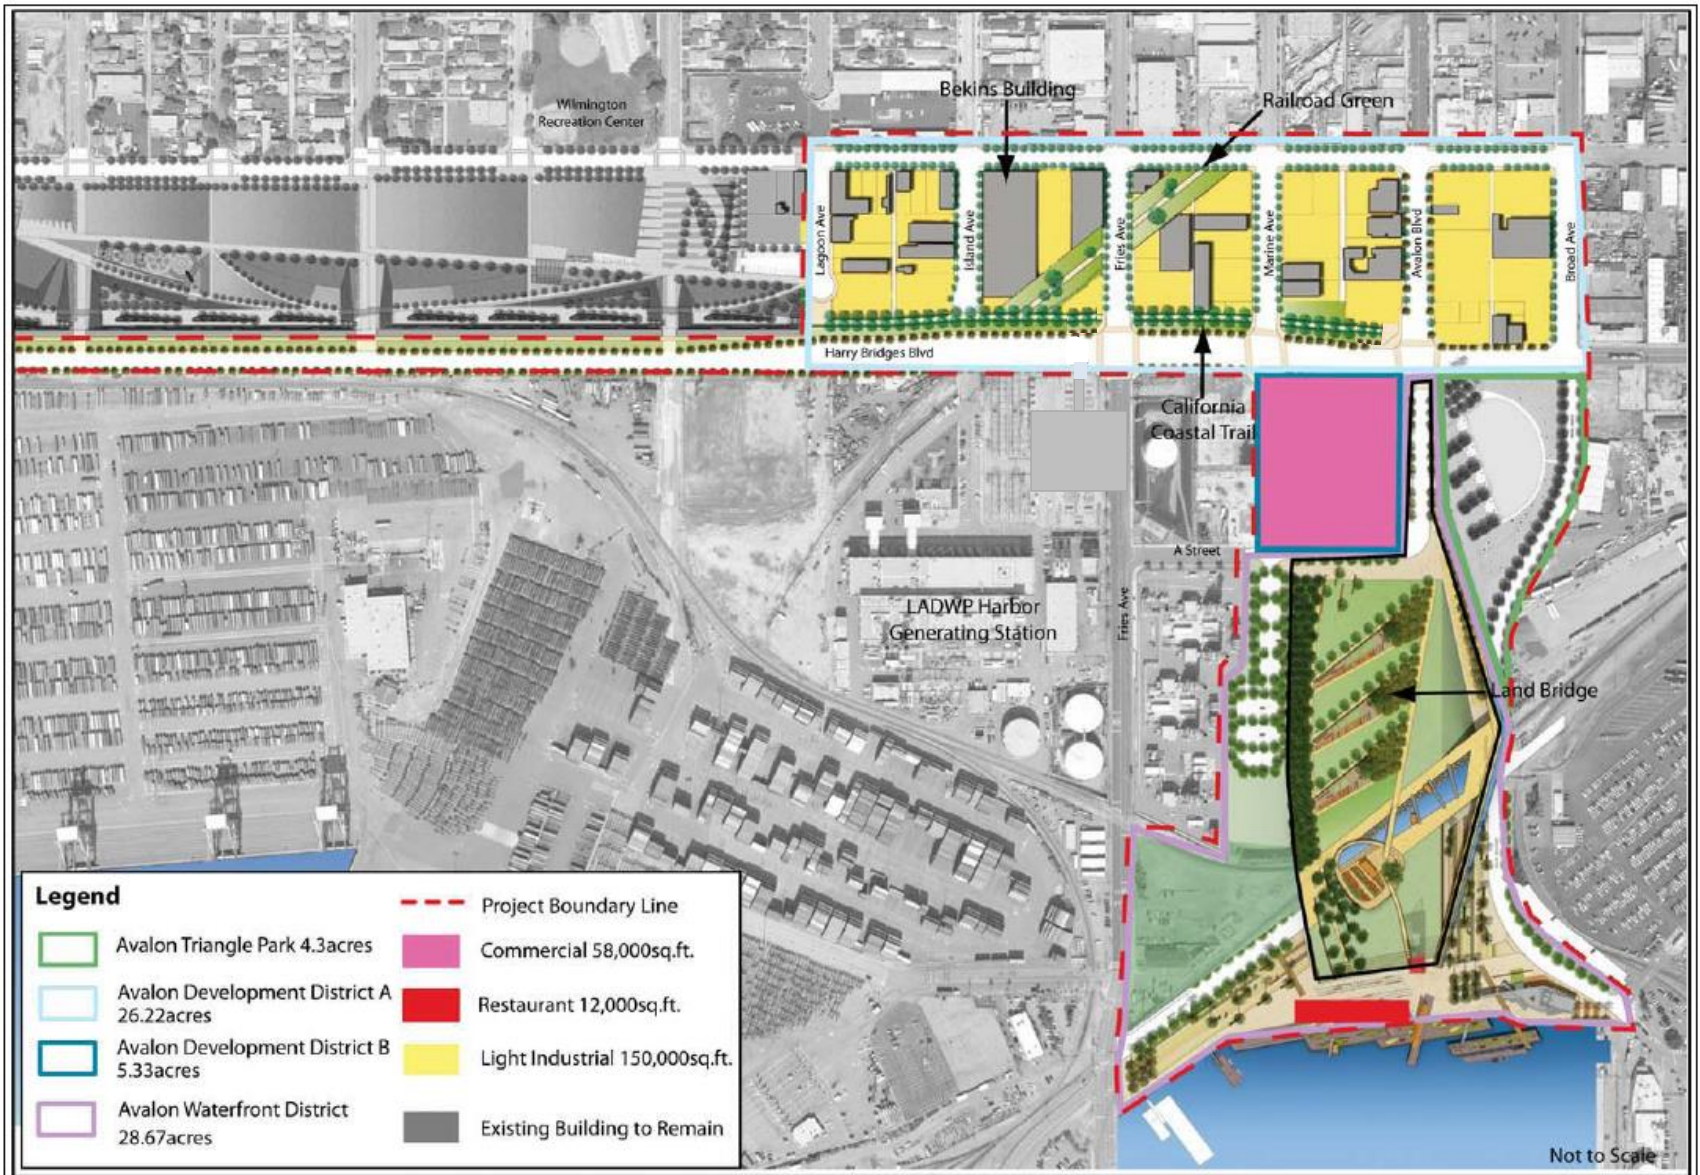 Bekins Building
Railroad Green
Wilmington
Recreation Center
Lagoon Ave
Island Ave
Fries Ave
Marine Ave
Avalon Blvd
Broad Ave
Harry Bridges Blvd
California
Coastal Trail
A Street
LADWP Harbor
Generating Station
Fries Ave
Land Bridge
Legend
Avalon Triangle Park 4.3acres
Avalon Development District A
26.22acres
Avalon Development District B
5.33acres
Avalon Waterfront District
28.67acres
Project Boundary Line
Commercial 58,000sq.ft.
Restaurant 12,000sq.ft.
Light Industrial 150,000sq.ft.
Existing Building to Remain
Not to Scale